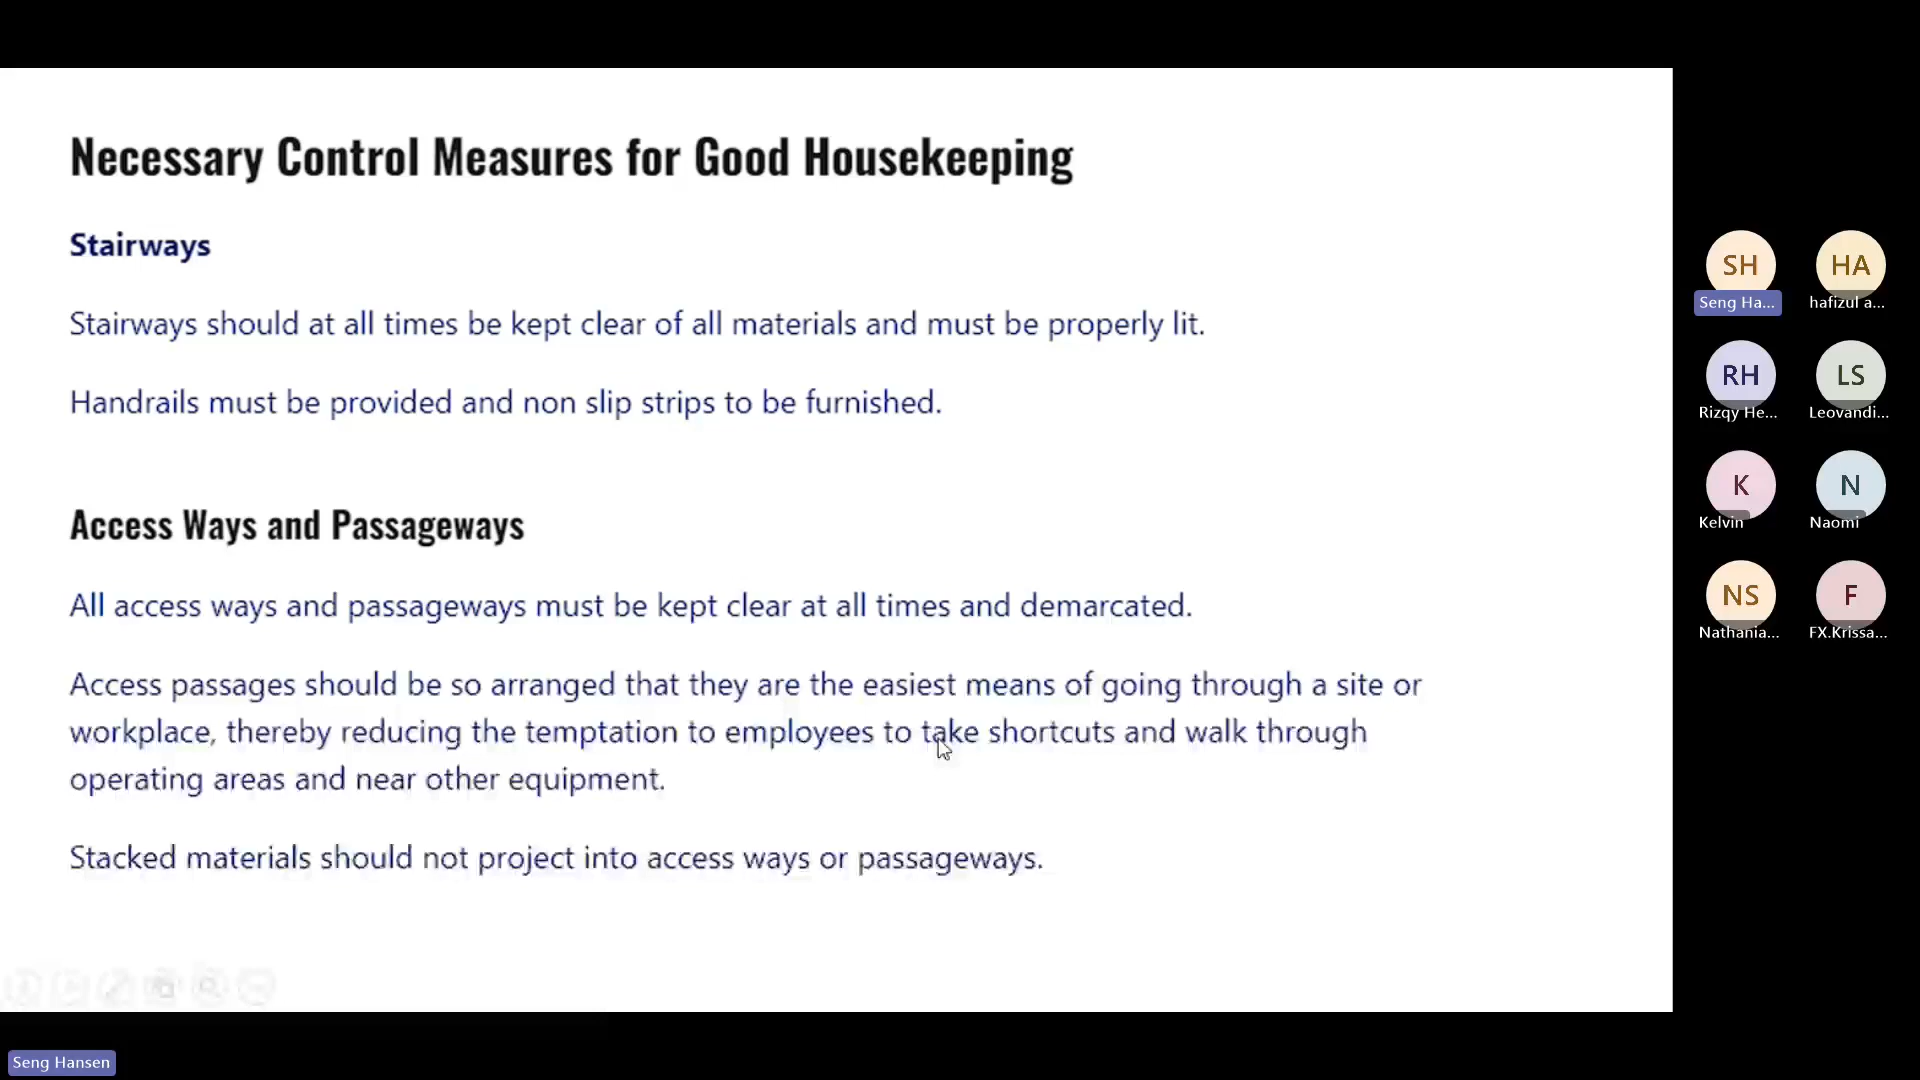 Necessary Control Measures for Good Housekeeping
Stairways
Stairways should at all times be kept clear of all materials and must be properly lit.
Handrails must be provided and non slip strips to be furnished.
Access Ways and Passageways
All access ways and passageways must be kept clear at all times and demarcated.
Access passages should be so arranged that they are the easiest means of going through a site or
workplace, thereby reducing the temptation to employees to take shortcuts and walk through
operating areas and near other equipment.
Stacked materials should not project into access ways or passageways.
SH
Seng Ha...
HA
hafizul a...
RH
Rizqy He...
LS
Leovandi...
K
Kelvin
N
Naomi
NS
Nathania...
F
FX.Krissa...
Seng Hansen